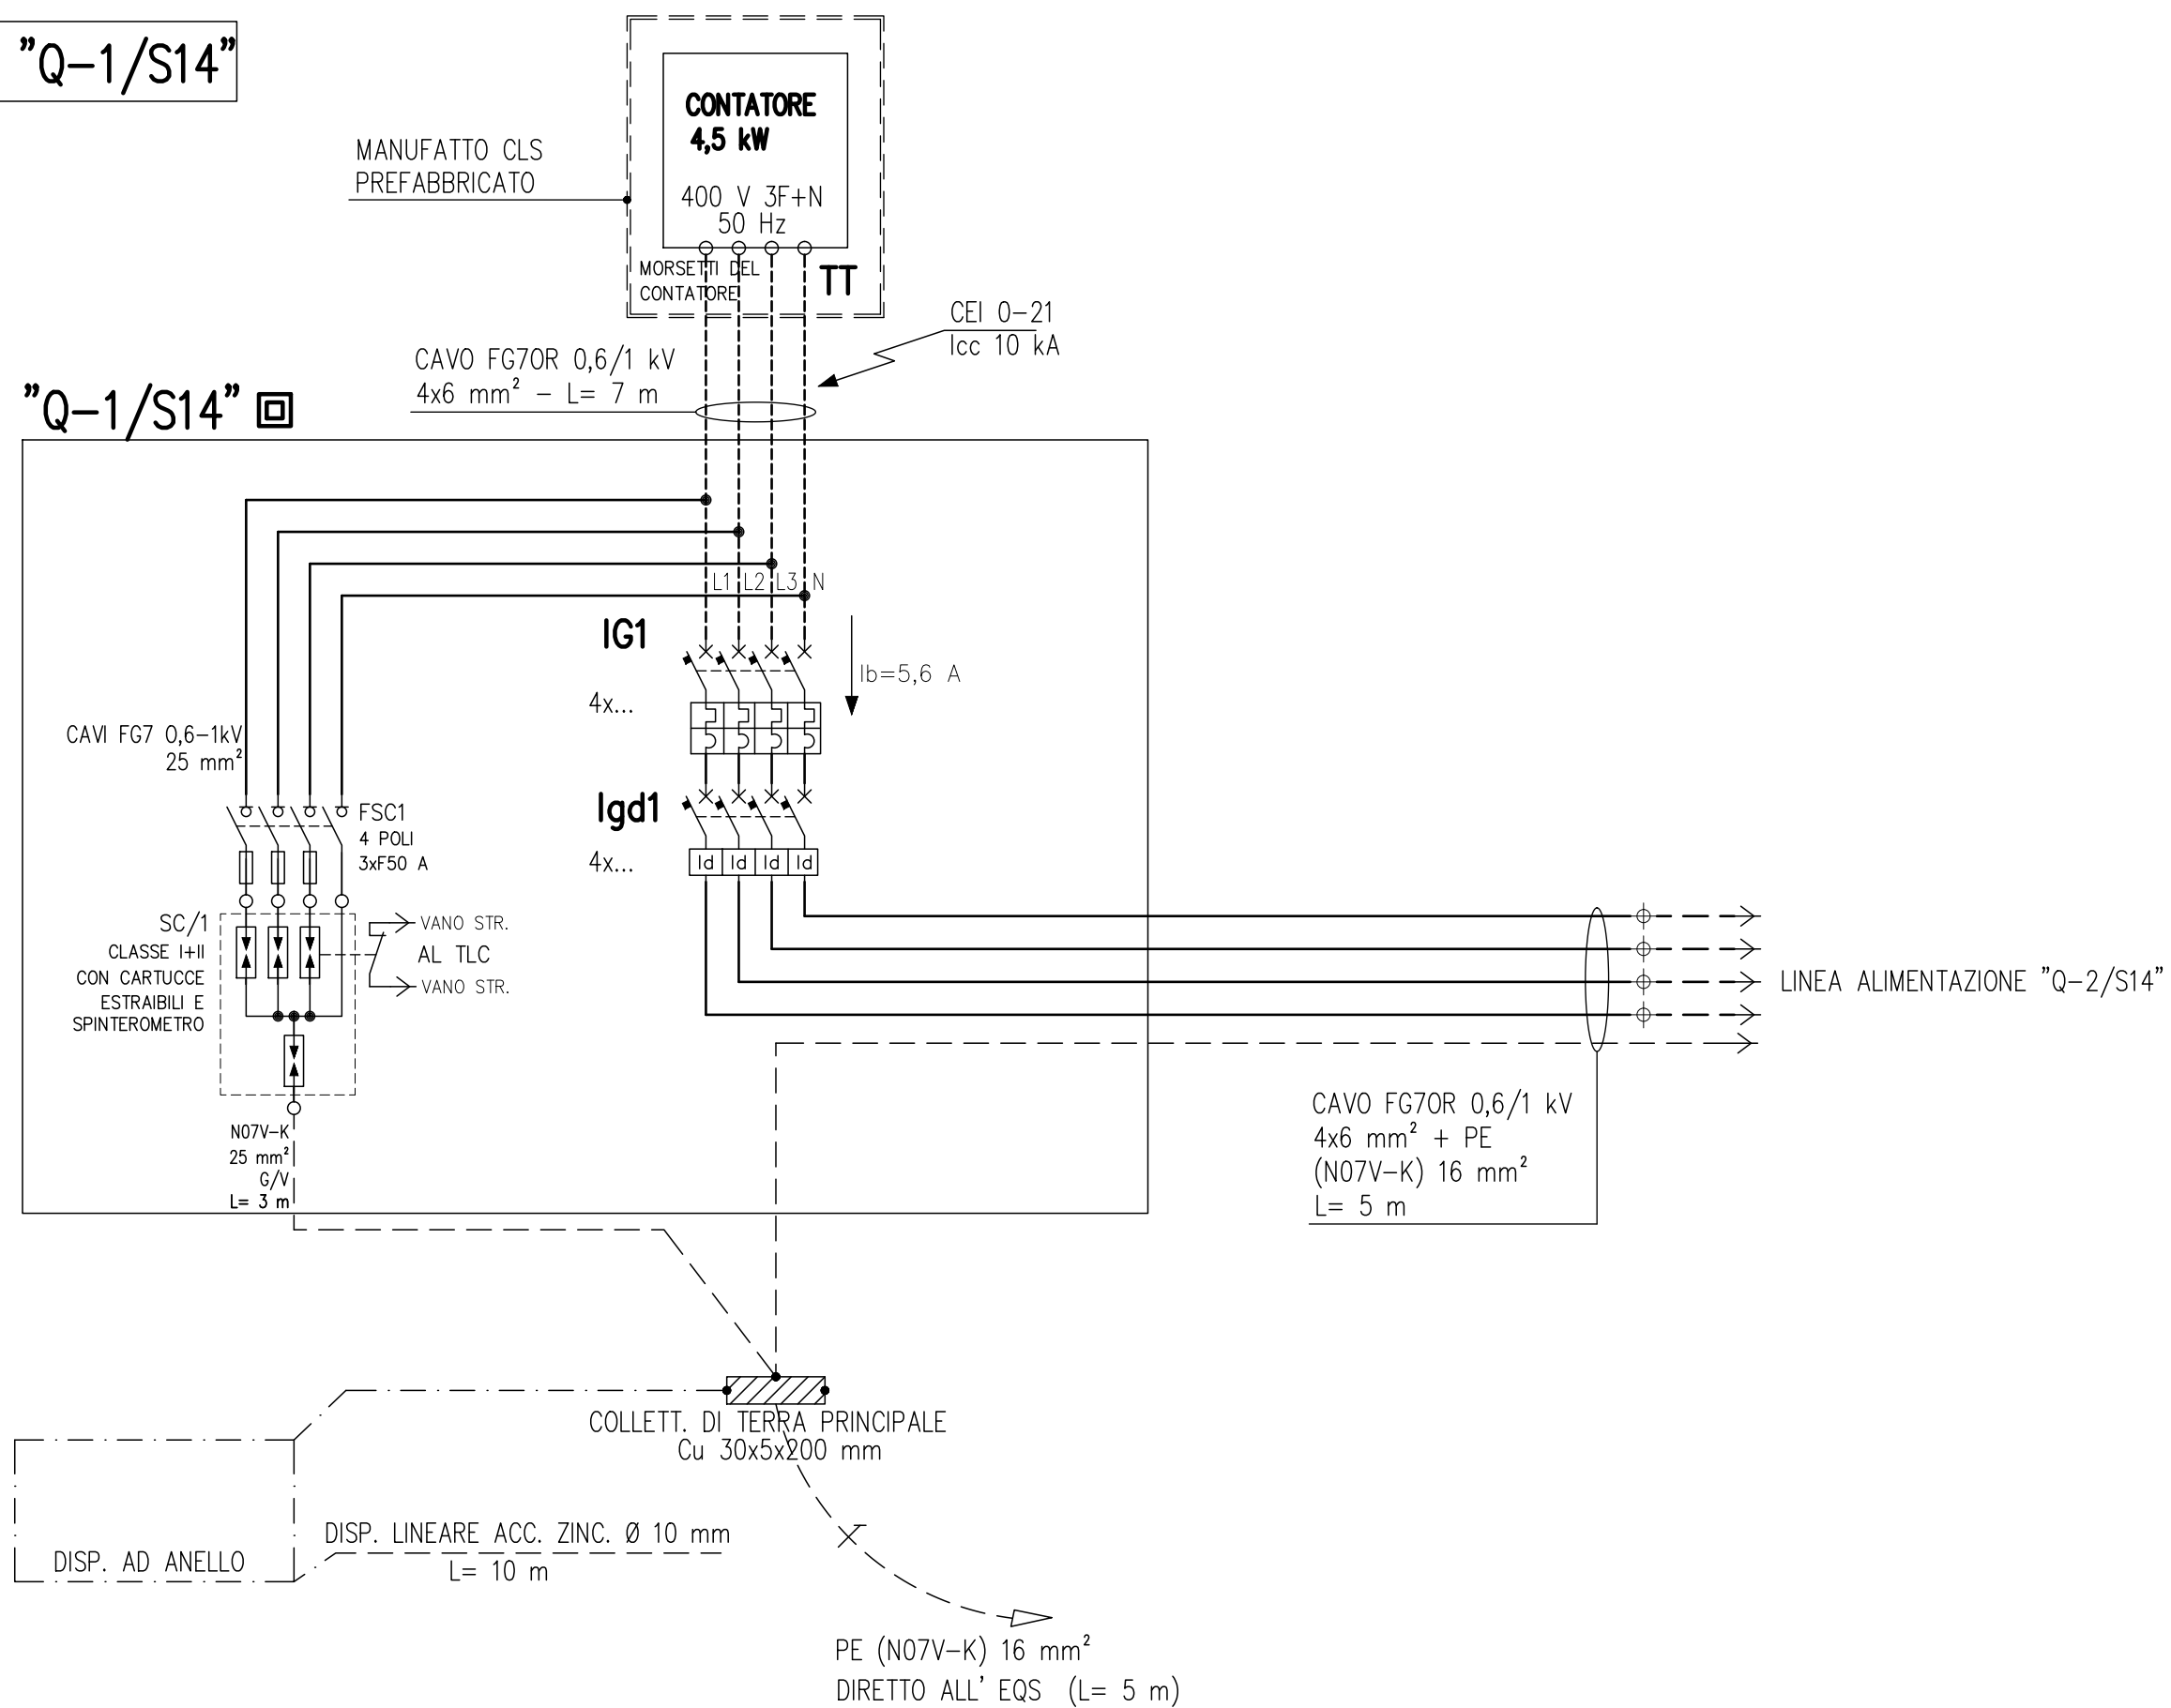 "Q-1/S14"
CONTATORE
4,5 kW
400 V 3F+N
50 Hz
MANUFATTO CLS
PREFABBRICATO
MORSETTI DEL
CONTATORE
TT
CEI 0-21
Icc 10 kA
CAVO FG7OR 0,6/1 kV
4x6 mm² - L= 7 m
"Q-1/S14"
L1 L2 L3 N
IG1
4x...
Ib=5,6 A
CAVI FG7 0,6-1kV
25 mm²
FSC1
4 POLI
3xF50 A
Igd1
4x...
Id Id Id Id
SC/1
CLASSE I+II
CON CARTUCCE
ESTRAIBILI E
SPINTEROMETRO
VANO STR.
AL TLC
VANO STR.
LINEA ALIMENTAZIONE "Q-2/S14"
N07V-K
25 mm²
G/V
L= 3 m
CAVO FG7OR 0,6/1 kV
4x6 mm² + PE
(N07V-K) 16 mm²
L= 5 m
COLLETT. DI TERRA PRINCIPALE
Cu 30x5x200 mm
DISP. AD ANELLO
DISP. LINEARE ACC. ZINC. Ø 10 mm
L= 10 m
PE (N07V-K) 16 mm²
DIRETTO ALL' EQS (L= 5 m)